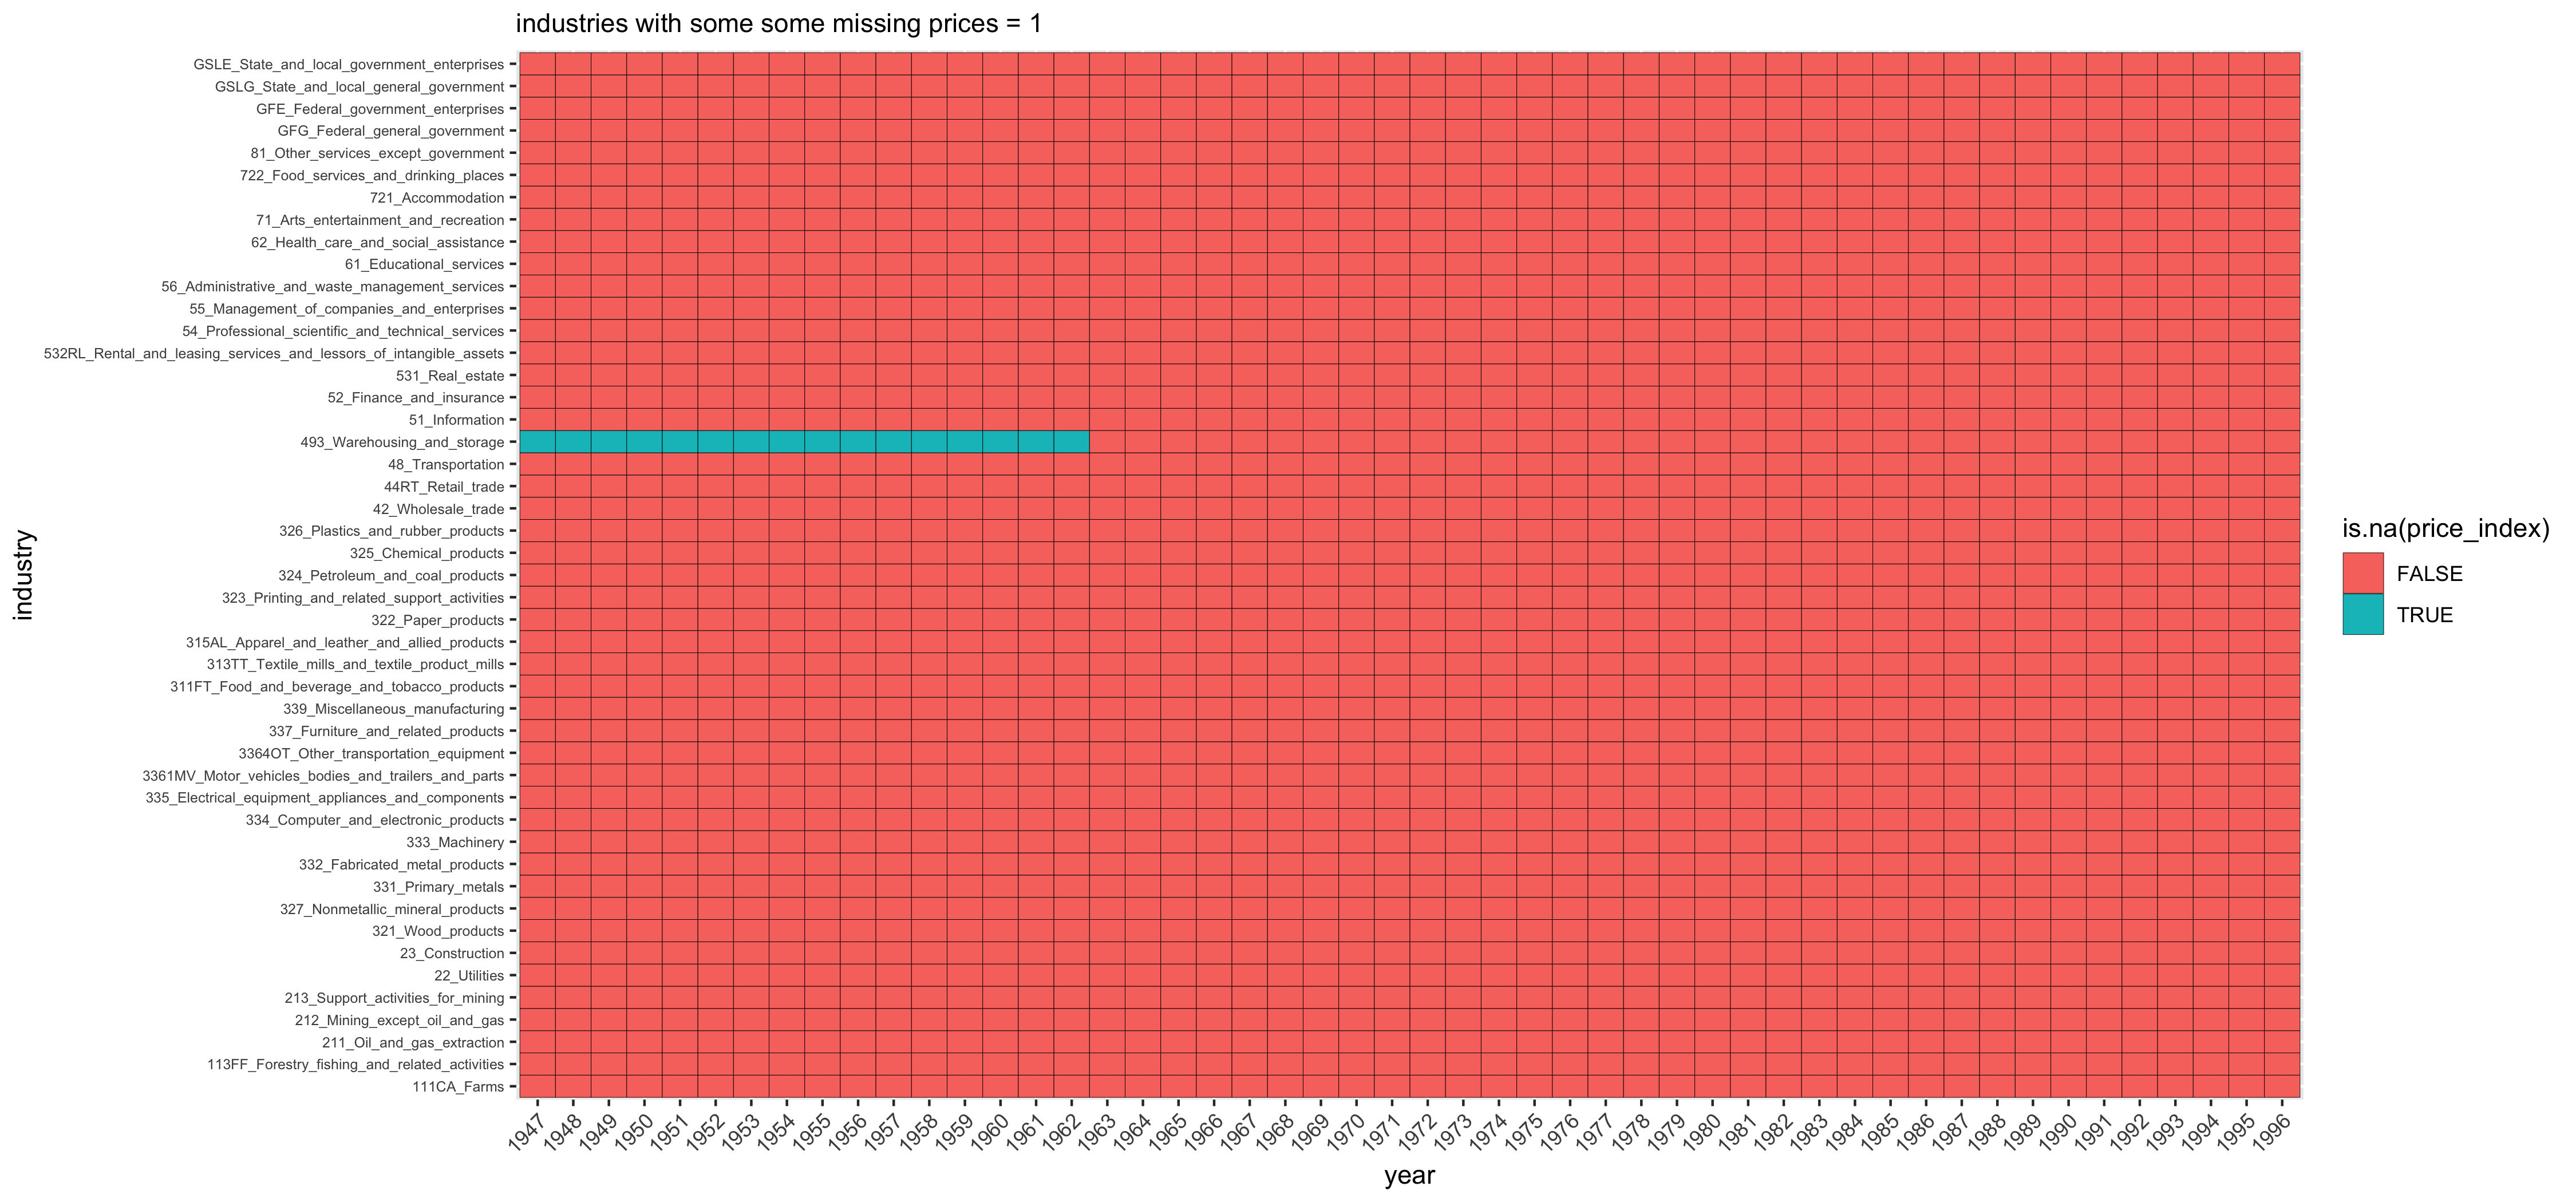 industries with some some missing prices = 1
industry
GSLE_State_and_local_government_enterprises
GSLG_State_and_local_general_government
GFE_Federal_government_enterprises
GFG_Federal_general_government
81_Other_services_except_government
722_Food_services_and_drinking_places
721_Accommodation
71_Arts_entertainment_and_recreation
62_Health_care_and_social_assistance
61_Educational_services
56_Administrative_and_waste_management_services
55_Management_of_companies_and_enterprises
54_Professional_scientific_and_technical_services
532RL_Rental_and_leasing_services_and_lessors_of_intangible_assets
531_Real_estate
52_Finance_and_insurance
51_Information
493_Warehousing_and_storage
48_Transportation
44RT_Retail_trade
42_Wholesale_trade
326_Plastics_and_rubber_products
325_Chemical_products
324_Petroleum_and_coal_products
323_Printing_and_related_support_activities
322_Paper_products
315AL_Apparel_and_leather_and_allied_products
313TT_Textile_mills_and_textile_product_mills
311FT_Food_and_beverage_and_tobacco_products
339_Miscellaneous_manufacturing
337_Furniture_and_related_products
3364OT_Other_transportation_equipment
3361MV_Motor_vehicles_bodies_and_trailers_and_parts
335_Electrical_equipment_appliances_and_components
334_Computer_and_electronic_products
333_Machinery
332_Fabricated_metal_products
331_Primary_metals
327_Nonmetallic_mineral_products
321_Wood_products
23_Construction
22_Utilities
213_Support_activities_for_mining
212_Mining_except_oil_and_gas
211_Oil_and_gas_extraction
113FF_Forestry_fishing_and_related_activities
111CA_Farms
1947 1948 1949 1950 1951 1952 1953 1954 1955 1956 1957 1958 1959 1960 1961 1962 1963 1964 1965 1966 1967 1968 1969 1970 1971 1972 1973 1974 1975 1976 1977 1978 1979 1980 1981 1982 1983 1984 1985 1986 1987 1988 1989 1990 1991 1992 1993 1994 1995 1996
year
is.na(price_index)
FALSE
TRUE